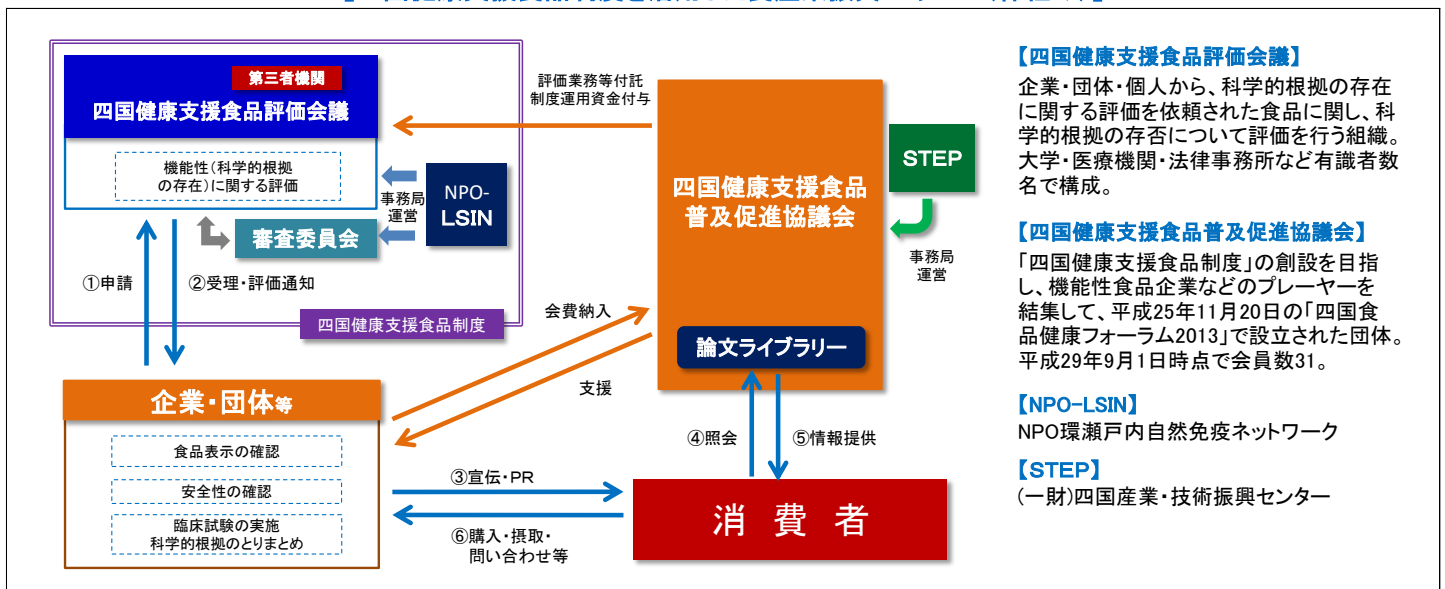 第三者機関
四国健康支援食品評価会議
機能性(科学的根拠
の存在)に関する評価
事務局
運営
NPO-
LSIN
審査委員会
①申請
②受理・評価通知
四国健康支援食品制度
評価業務等付託
制度運用資金付与
四国健康支援食品
普及促進協議会
STEP
事務局
運営
会費納入
支援
論文ライブラリー
企業・団体等
食品表示の確認
安全性の確認
臨床試験の実施
科学的根拠のとりまとめ
③宣伝・PR
⑥購入・摂取・
問い合わせ等
④照会
⑤情報提供
消費者
【四国健康支援食品評価会議】
企業・団体・個人から、科学的根拠の存在
に関する評価を依頼された食品に関し、科
学的根拠の存否について評価を行う組織。
大学・医療機関・法律事務所など有識者数
名で構成。
【四国健康支援食品普及促進協議会】
「四国健康支援食品制度」の創設を目指
し、機能性食品企業などのプレーヤーを
結集して、平成25年11月20日の「四国食
品健康フォーラム2013」で設立された団体。
平成29年9月1日時点で会員数31。
【NPO-LSIN】
NPO環瀬戸内自然免疫ネットワーク
【STEP】
(一財)四国産業・技術振興センター